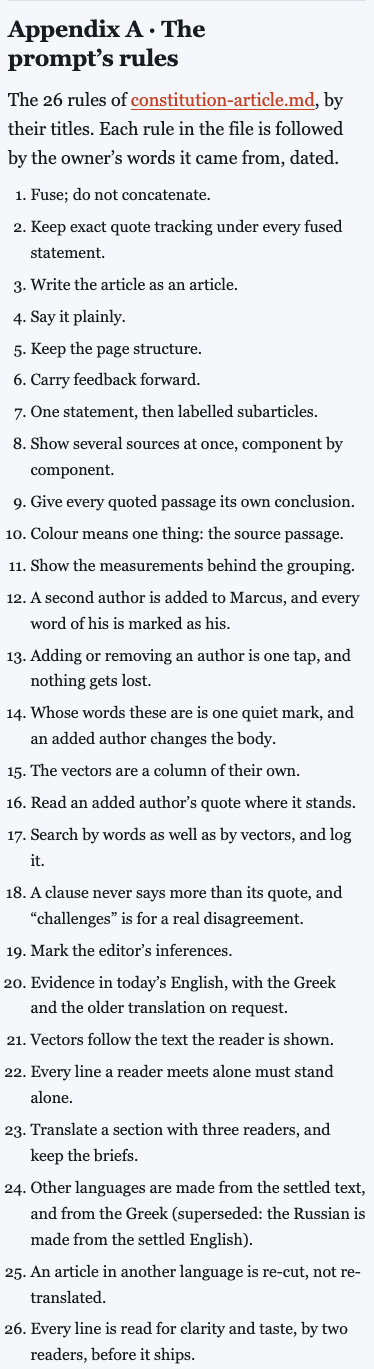 Appendix A · The
prompt’s rules
The 26 rules of constitution-article.md, by
their titles. Each rule in the file is followed
by the owner’s words it came from, dated.
1. Fuse; do not concatenate.
2. Keep exact quote tracking under every fused
statement.
3. Write the article as an article.
4. Say it plainly.
5. Keep the page structure.
6. Carry feedback forward.
7. One statement, then labelled subarticles.
8. Show several sources at once, component by
component.
9. Give every quoted passage its own conclusion.
10. Colour means one thing: the source passage.
11. Show the measurements behind the grouping.
12. A second author is added to Marcus, and every
word of his is marked as his.
13. Adding or removing an author is one tap, and
nothing gets lost.
14. Whose words these are is one quiet mark, and
an added author changes the body.
15. The vectors are a column of their own.
16. Read an added author’s quote where it stands.
17. Search by words as well as by vectors, and log
it.
18. A clause never says more than its quote, and
“challenges” is for a real disagreement.
19. Mark the editor’s inferences.
20. Evidence in today’s English, with the Greek
and the older translation on request.
21. Vectors follow the text the reader is shown.
22. Every line a reader meets alone must stand
alone.
23. Translate a section with three readers, and
keep the briefs.
24. Other languages are made from the settled text,
and from the Greek (superseded: the Russian is
made from the settled English).
25. An article in another language is re-cut, not re-
translated.
26. Every line is read for clarity and taste, by two
readers, before it ships.